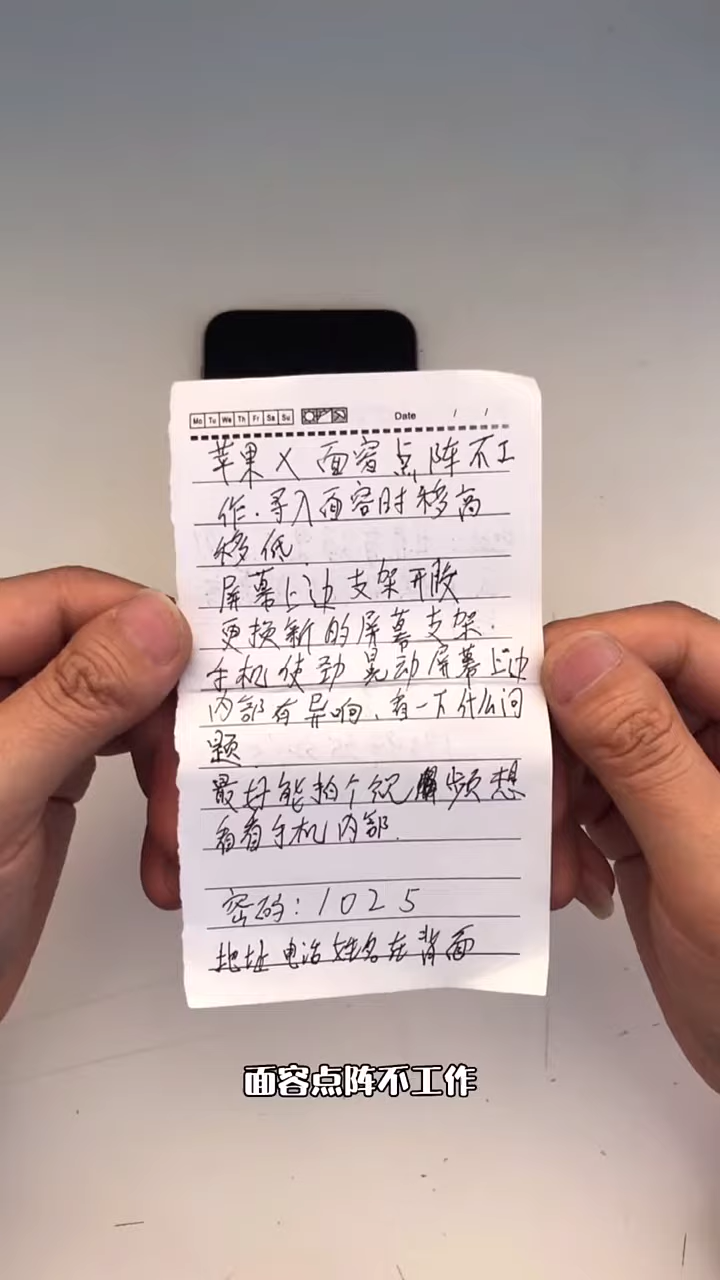 Mo Tu We Th Fr Sa Su
Date / /
苹果X 面容点阵不工
作.导入面容时移高
移低
屏幕上边支架开胶
更换新的屏幕支架.
手机使劲晃动屏幕上边
内部有异响、看一下什么问
题
最好能拍个视频想
看看手机内部.
密码:1025
地址电话姓名在背面
面容点阵不工作